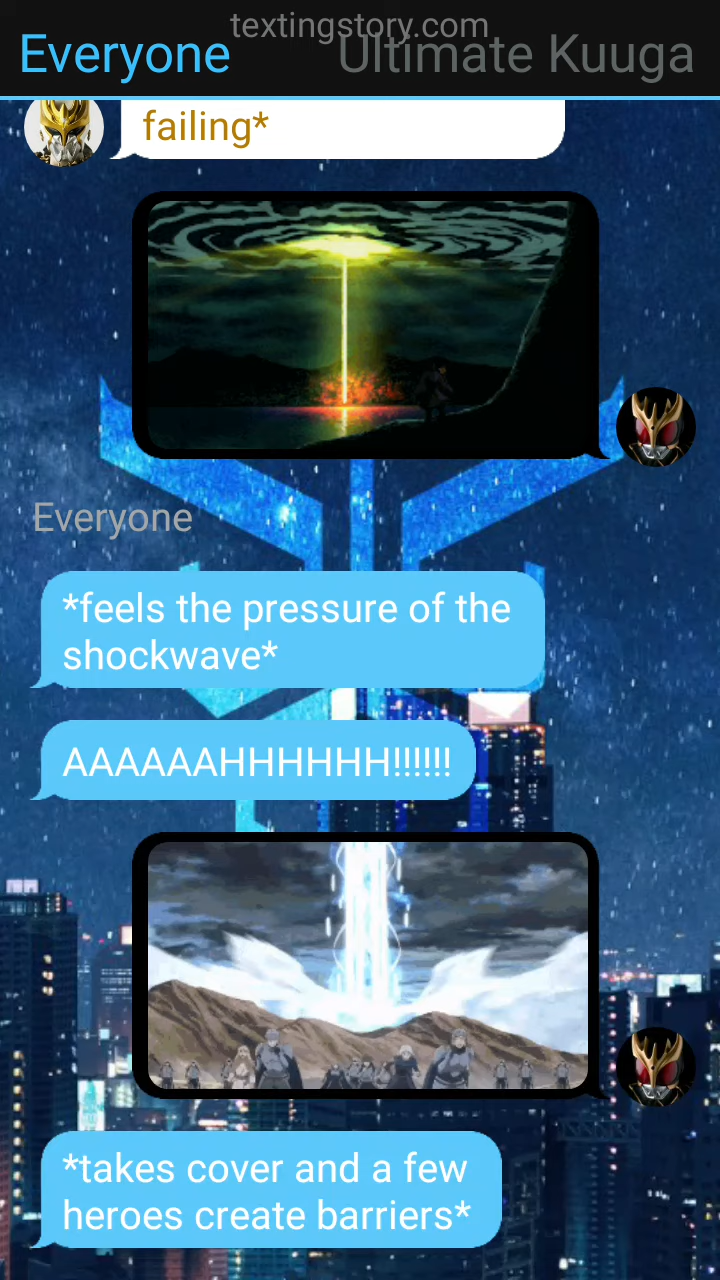 textingstory.com
Everyone
Ultimate Kuuga
failing*
Everyone
*feels the pressure of the
shockwave*
AAAAAAHHHHHH!!!!!!
*takes cover and a few
heroes create barriers*